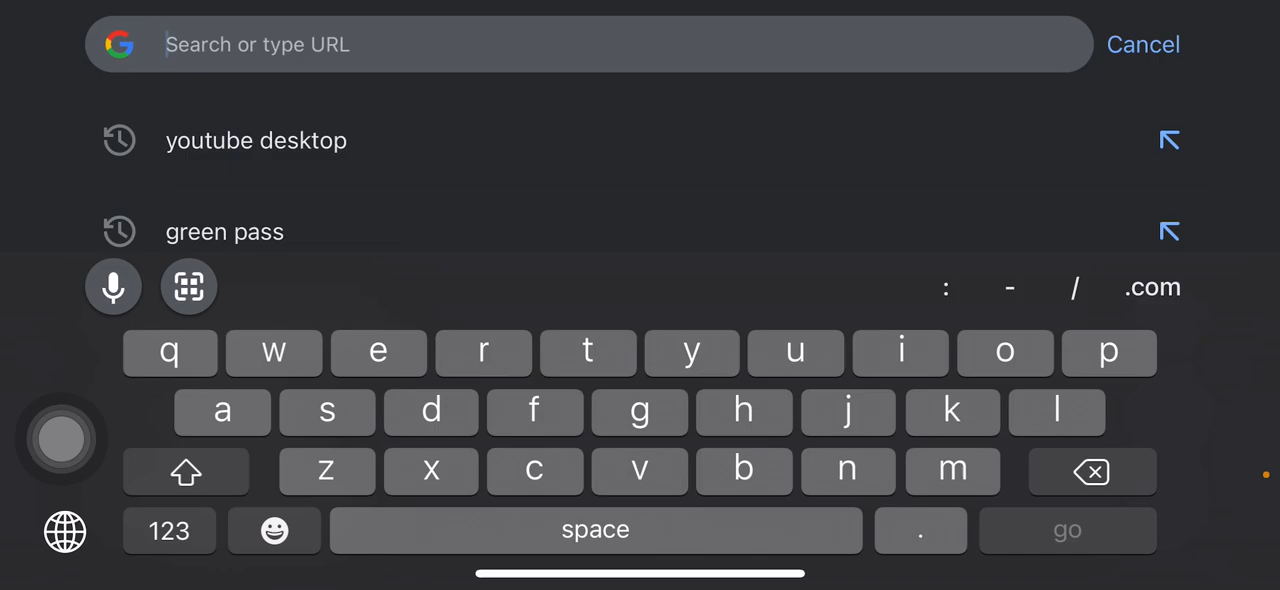 Search or type URL
Cancel
youtube desktop
green pass
: - / .com
q w e r t y u i o p
a s d f g h j k l
z x c v b n m
123 space . go